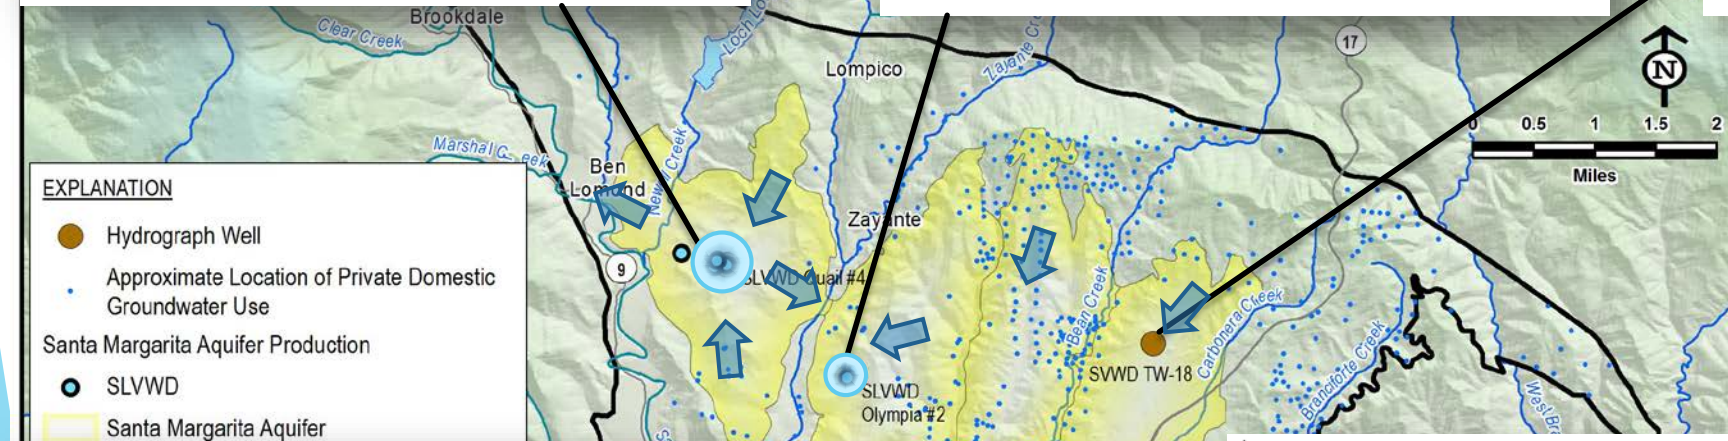 Brookdale
Clear Creek
Loch Lo
Lompico
Zayante Cr
17
N
0 0.5 1 1.5 2
Miles
Marshal C eek
Ben
Lomond
New Creek
EXPLANATION
Hydrograph Well
Approximate Location of Private Domestic
Groundwater Use
Santa Margarita Aquifer Production
SLVWD
Santa Margarita Aquifer
Zayante
9
SLVWD Quail #4
Bean Creek
Carbonera Creek
SVWD TW-18
SLVWD
Olympia #2
Branciforte Creek
West Br